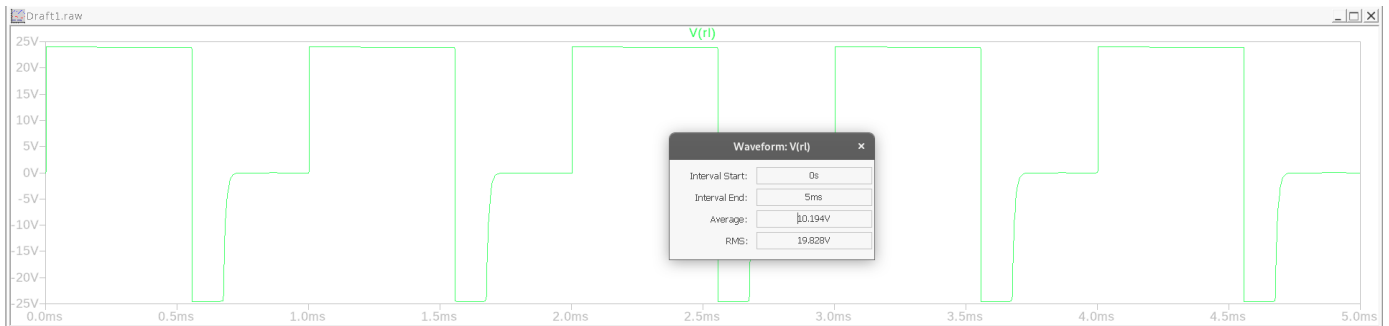 Draft1.raw
V(rl)
25V
20V
15V
10V
5V
0V
-5V
-10V
-15V
-20V
-25V
0.0ms 0.5ms 1.0ms 1.5ms 2.0ms 2.5ms 3.0ms 3.5ms 4.0ms 4.5ms 5.0ms
Waveform: V(rl) ×
Interval Start: 0s
Interval End: 5ms
Average: 10.194V
RMS: 19.828V